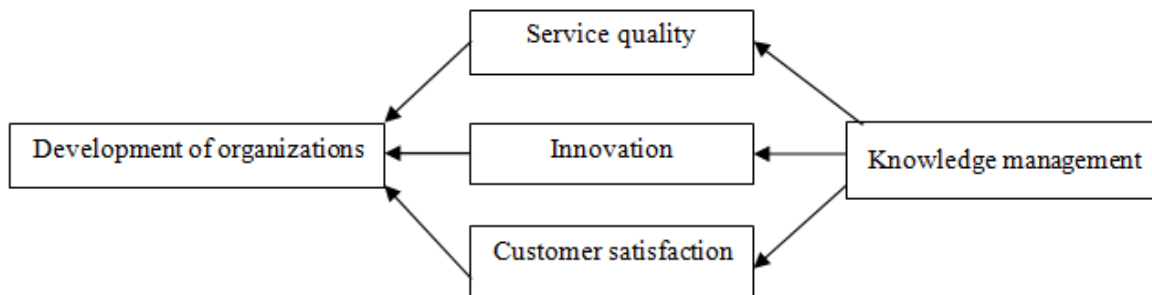 Service quality
Development of organizations
Innovation
Knowledge management
Customer satisfaction